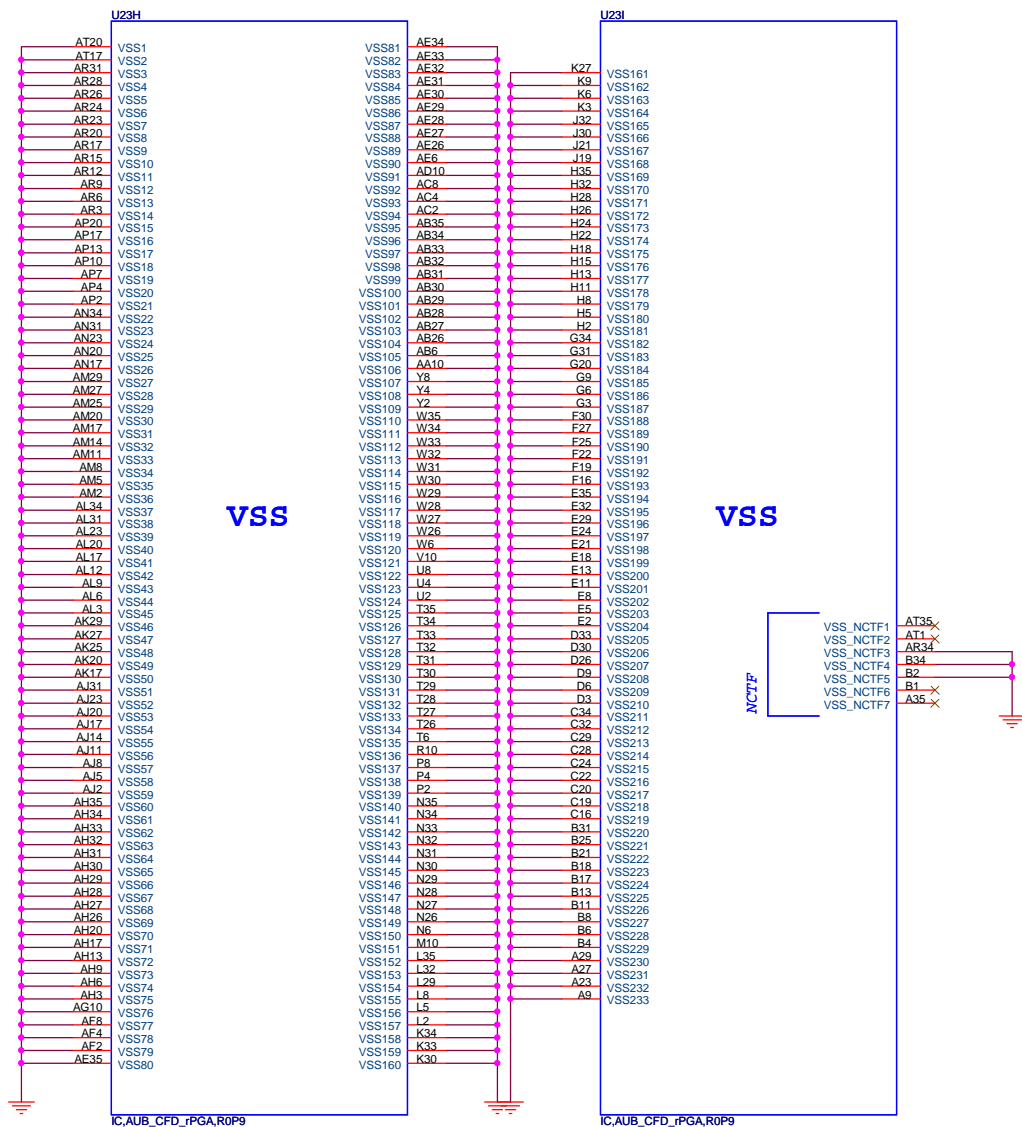 U23H
AT20 VSS1
AT17 VSS2
AR31 VSS3
AR28 VSS4
AR26 VSS5
AR24 VSS6
AR23 VSS7
AR20 VSS8
AR17 VSS9
AR15 VSS10
AR12 VSS11
AR9 VSS12
AR6 VSS13
AR3 VSS14
AP20 VSS15
AP17 VSS16
AP13 VSS17
AP10 VSS18
AP7 VSS19
AP4 VSS20
AP2 VSS21
AN34 VSS22
AN31 VSS23
AN23 VSS24
AN20 VSS25
AN17 VSS26
AM29 VSS27
AM27 VSS28
AM25 VSS29
AM20 VSS30
AM17 VSS31
AM14 VSS32
AM11 VSS33
AM8 VSS34
AM5 VSS35
AM2 VSS36
AL34 VSS37
AL31 VSS38
AL23 VSS39
AL20 VSS40
AL17 VSS41
AL12 VSS42
AL9 VSS43
AL6 VSS44
AL3 VSS45
AK29 VSS46
AK27 VSS47
AK25 VSS48
AK20 VSS49
AK17 VSS50
AJ31 VSS51
AJ23 VSS52
AJ20 VSS53
AJ17 VSS54
AJ14 VSS55
AJ11 VSS56
AJ8 VSS57
AJ5 VSS58
AJ2 VSS59
AH35 VSS60
AH34 VSS61
AH33 VSS62
AH32 VSS63
AH31 VSS64
AH30 VSS65
AH29 VSS66
AH28 VSS67
AH27 VSS68
AH26 VSS69
AH20 VSS70
AH17 VSS71
AH13 VSS72
AH9 VSS73
AH6 VSS74
AH3 VSS75
AG10 VSS76
AF8 VSS77
AF4 VSS78
AF2 VSS79
AE35 VSS80
VSS
VSS81 AE34
VSS82 AE33
VSS83 AE32
VSS84 AE31
VSS85 AE30
VSS86 AE29
VSS87 AE28
VSS88 AE27
VSS89 AE26
VSS90 AE6
VSS91 AD10
VSS92 AC8
VSS93 AC4
VSS94 AC2
VSS95 AB35
VSS96 AB34
VSS97 AB33
VSS98 AB32
VSS99 AB31
VSS100 AB30
VSS101 AB29
VSS102 AB28
VSS103 AB27
VSS104 AB26
VSS105 AB6
VSS106 AA10
VSS107 Y8
VSS108 Y4
VSS109 Y2
VSS110 W35
VSS111 W34
VSS112 W33
VSS113 W32
VSS114 W31
VSS115 W30
VSS116 W29
VSS117 W28
VSS118 W27
VSS119 W26
VSS120 W6
VSS121 V10
VSS122 U8
VSS123 U4
VSS124 U2
VSS125 T35
VSS126 T34
VSS127 T33
VSS128 T32
VSS129 T31
VSS130 T30
VSS131 T29
VSS132 T28
VSS133 T27
VSS134 T26
VSS135 T6
VSS136 R10
VSS137 P8
VSS138 P4
VSS139 P2
VSS140 N35
VSS141 N34
VSS142 N33
VSS143 N32
VSS144 N31
VSS145 N30
VSS146 N29
VSS147 N28
VSS148 N27
VSS149 N26
VSS150 N6
VSS151 M10
VSS152 L35
VSS153 L32
VSS154 L29
VSS155 L8
VSS156 L5
VSS157 L2
VSS158 K34
VSS159 K33
VSS160 K30
IC,AUB_CFD_rPGA,R0P9
U23I
K27 VSS161
K9 VSS162
K6 VSS163
K3 VSS164
J32 VSS165
J30 VSS166
J21 VSS167
J19 VSS168
H35 VSS169
H32 VSS170
H28 VSS171
H26 VSS172
H24 VSS173
H22 VSS174
H18 VSS175
H15 VSS176
H13 VSS177
H11 VSS178
H8 VSS179
H5 VSS180
H2 VSS181
G34 VSS182
G31 VSS183
G20 VSS184
G9 VSS185
G6 VSS186
G3 VSS187
F30 VSS188
F27 VSS189
F25 VSS190
F22 VSS191
F19 VSS192
F16 VSS193
E35 VSS194
E32 VSS195
E29 VSS196
E24 VSS197
E21 VSS198
E18 VSS199
E13 VSS200
E11 VSS201
E8 VSS202
E5 VSS203
E2 VSS204
D33 VSS205
D30 VSS206
D26 VSS207
D9 VSS208
D6 VSS209
D3 VSS210
C34 VSS211
C32 VSS212
C29 VSS213
C28 VSS214
C24 VSS215
C22 VSS216
C20 VSS217
C19 VSS218
C16 VSS219
B31 VSS220
B25 VSS221
B21 VSS222
B18 VSS223
B17 VSS224
B13 VSS225
B11 VSS226
B8 VSS227
B6 VSS228
B4 VSS229
A29 VSS230
A27 VSS231
A23 VSS232
A9 VSS233
VSS
NCTF
VSS_NCTF1 AT35
VSS_NCTF2 AT1
VSS_NCTF3 AR34
VSS_NCTF4 B34
VSS_NCTF5 B2
VSS_NCTF6 B1
VSS_NCTF7 A35
IC,AUB_CFD_rPGA,R0P9